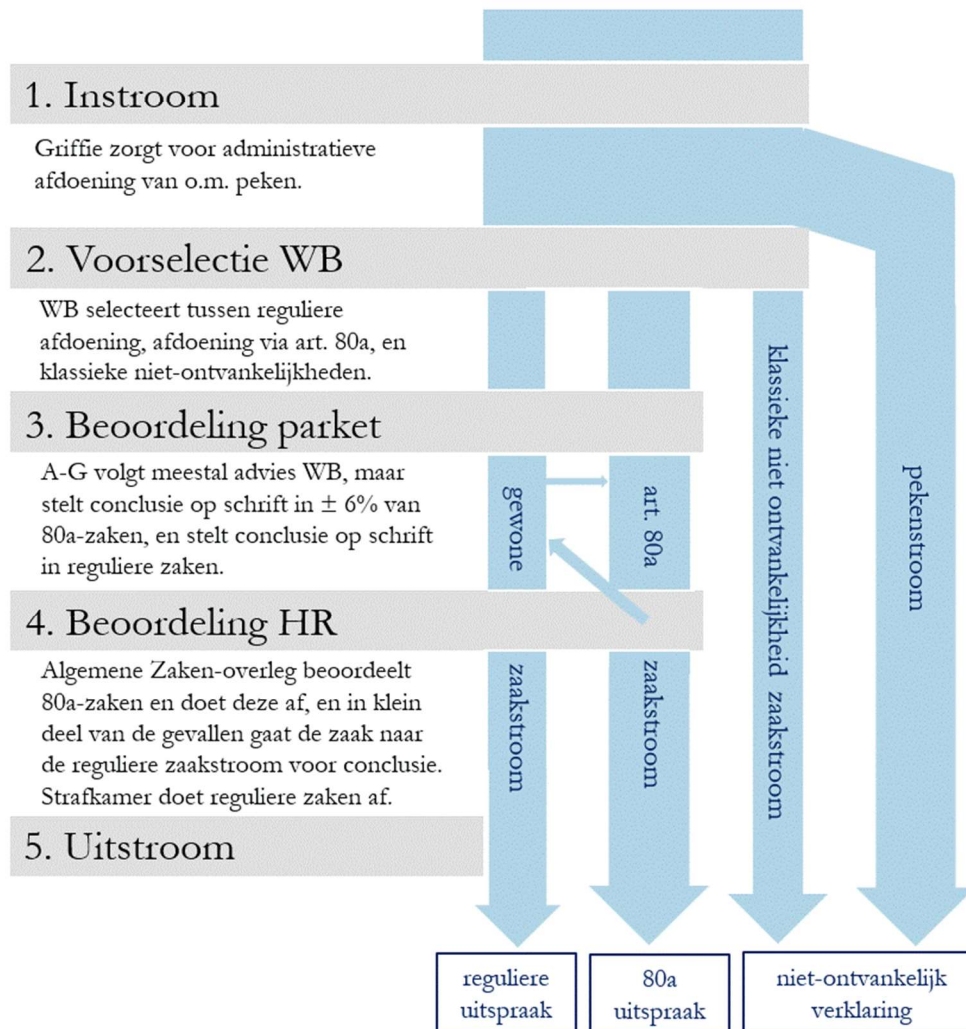 1. Instroom
Griffie zorgt voor administratieve
afdoening van o.m. peken.
2. Voorselectie WB
WB selecteert tussen reguliere
afdoening, afdoening via art. 80a, en
klassieke niet-ontvankelijkheden.
3. Beoordeling parket
A-G volgt meestal advies WB, maar
stelt conclusie op schrift in ± 6% van
80a-zaken, en stelt conclusie op schrift
in reguliere zaken.
4. Beoordeling HR
Algemene Zaken-overleg beoordeelt
80a-zaken en doet deze af, en in klein
deel van de gevallen gaat de zaak naar
de reguliere zaakstroom voor conclusie.
Strafkamer doet reguliere zaken af.
5. Uitstroom
gewone zaakstroom
art. 80a zaakstroom
klassieke niet ontvankelijkheid zaakstroom
pekenstroom
reguliere
uitspraak
80a
uitspraak
niet-ontvankelijk
verklaring